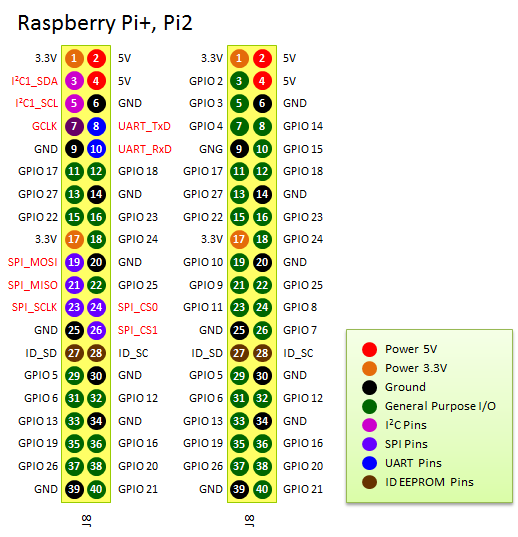 Raspberry Pi+, Pi2
3.3V 1 2 5V 3.3V 1 2 5V
I²C1_SDA 3 4 5V GPIO 2 3 4 5V
I²C1_SCL 5 6 GND GPIO 3 5 6 GND
GCLK 7 8 UART_TxD GPIO 4 7 8 GPIO 14
GND 9 10 UART_RxD GNG 9 10 GPIO 15
GPIO 17 11 12 GPIO 18 GPIO 17 11 12 GPIO 18
GPIO 27 13 14 GND GPIO 27 13 14 GND
GPIO 22 15 16 GPIO 23 GPIO 22 15 16 GPIO 23
3.3V 17 18 GPIO 24 3.3V 17 18 GPIO 24
SPI_MOSI 19 20 GND GPIO 10 19 20 GND
SPI_MISO 21 22 GPIO 25 GPIO 9 21 22 GPIO 25
SPI_SCLK 23 24 SPI_CS0 GPIO 11 23 24 GPIO 8
GND 25 26 SPI_CS1 GND 25 26 GPIO 7
ID_SD 27 28 ID_SC ID_SD 27 28 ID_SC
GPIO 5 29 30 GND GPIO 5 29 30 GND
GPIO 6 31 32 GPIO 12 GPIO 6 31 32 GPIO 12
GPIO 13 33 34 GND GPIO 13 33 34 GND
GPIO 19 35 36 GPIO 16 GPIO 19 35 36 GPIO 16
GPIO 26 37 38 GPIO 20 GPIO 26 37 38 GPIO 20
GND 39 40 GPIO 21 GND 39 40 GPIO 21
J8 J8
Power 5V
Power 3.3V
Ground
General Purpose I/O
I²C Pins
SPI Pins
UART Pins
ID EEPROM Pins